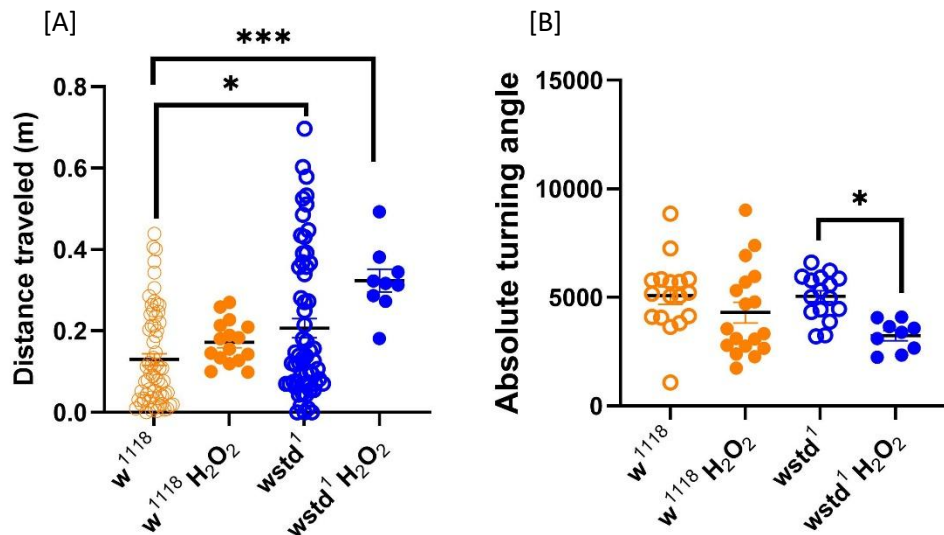 [A]
[B]
***
*
Distance traveled (m)
0.8
0.6
0.4
0.2
0.0
w¹¹¹⁸
w¹¹¹⁸ H₂O₂
wstd¹
wstd¹ H₂O₂
*
Absolute turning angle
15000
10000
5000
0
w¹¹¹⁸
w¹¹¹⁸ H₂O₂
wstd¹
wstd¹ H₂O₂